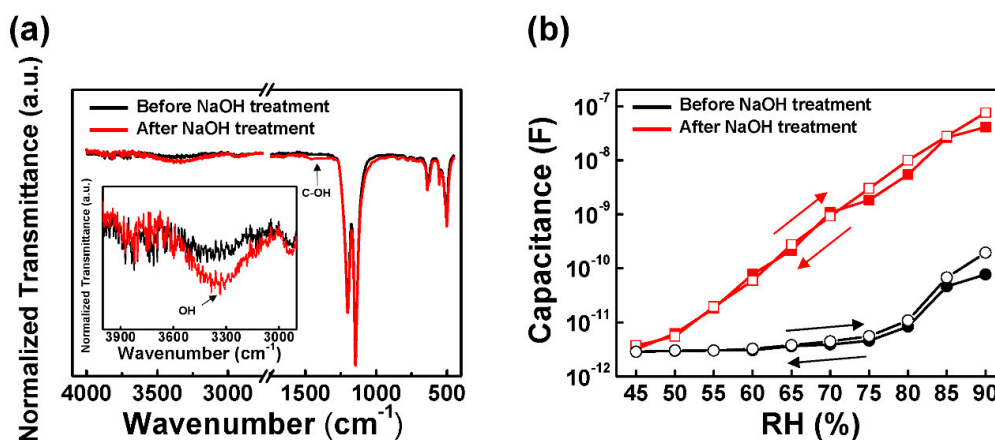 (a)
Normalized Transmittance (a.u.)
Before NaOH treatment
After NaOH treatment
C-OH
Normalized Transmittance (a.u.)
OH
3900 3600 3300 3000
Wavenumber (cm-1)
4000 3500 3000 1500 1000 500
Wavenumber (cm-1)
(b)
Capacitance (F)
Before NaOH treatment
After NaOH treatment
10-7
10-8
10-9
10-10
10-11
10-12
45 50 55 60 65 70 75 80 85 90
RH (%)